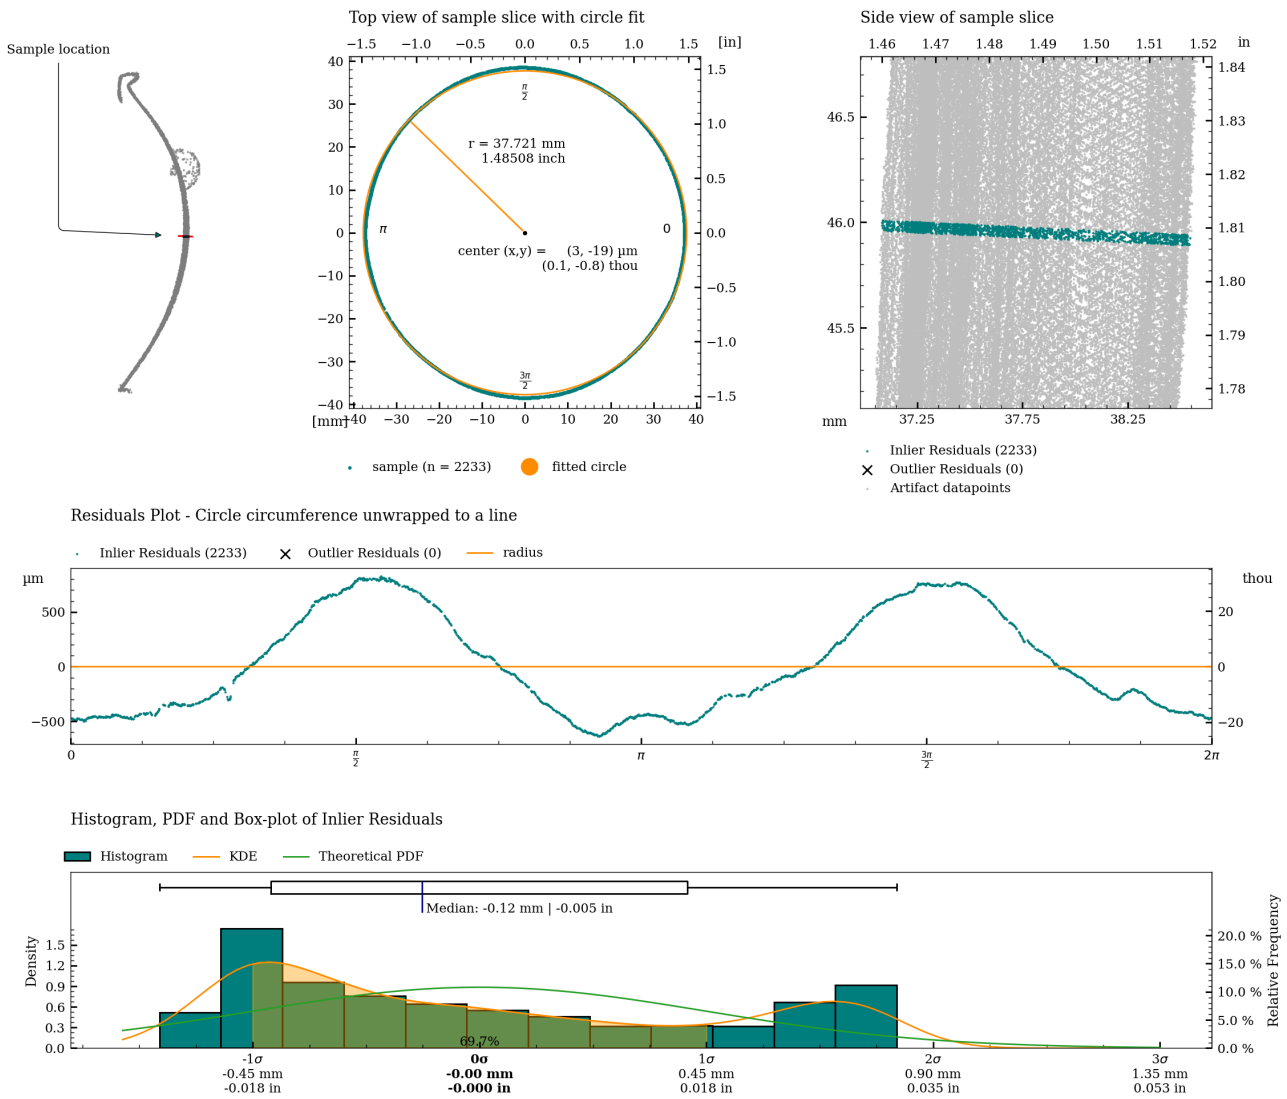 Sample location
Top view of sample slice with circle fit
−1.5 −1.0 −0.5 0.0 0.5 1.0 1.5 [in]
40
30
20
10
0
−10
−20
−30
−40
1.5
1.0
0.5
0.0
−0.5
−1.0
−1.5
π/2
π
0
3π/2
r = 37.721 mm
1.48508 inch
center (x,y) = (3, -19) µm
(0.1, -0.8) thou
[mm] −40 −30 −20 −10 0 10 20 30 40
sample (n = 2233) fitted circle
Side view of sample slice
1.46 1.47 1.48 1.49 1.50 1.51 1.52 in
46.5
46.0
45.5
1.84
1.83
1.82
1.81
1.80
1.79
1.78
mm 37.25 37.75 38.25
Inlier Residuals (2233)
Outlier Residuals (0)
Artifact datapoints
Residuals Plot - Circle circumference unwrapped to a line
Inlier Residuals (2233) Outlier Residuals (0) radius
µm
500
0
−500
thou
20
0
−20
0 π/2 π 3π/2 2π
Histogram, PDF and Box-plot of Inlier Residuals
Histogram KDE Theoretical PDF
Median: -0.12 mm | -0.005 in
Density
1.5
1.2
0.9
0.6
0.3
0.0
69.7%
Relative Frequency
20.0 %
15.0 %
10.0 %
5.0 %
0.0 %
-1σ 0σ 1σ 2σ 3σ
-0.45 mm -0.00 mm 0.45 mm 0.90 mm 1.35 mm
-0.018 in -0.000 in 0.018 in 0.035 in 0.053 in